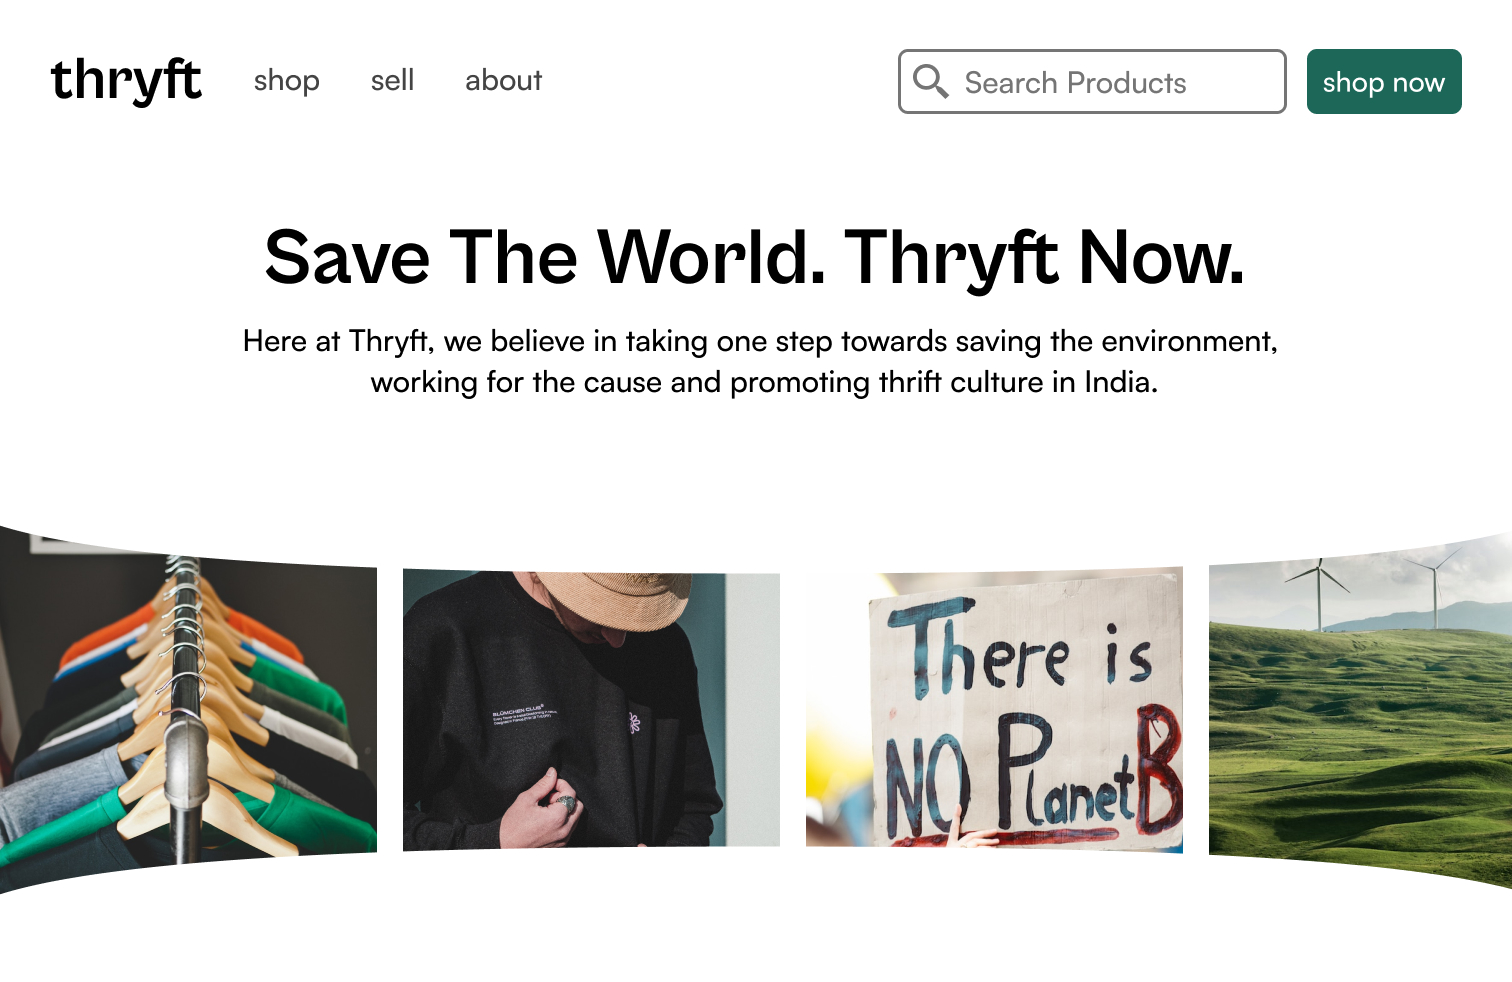 thryft shop sell about Search Products shop now
Save The World. Thryft Now.
Here at Thryft, we believe in taking one step towards saving the environment,
working for the cause and promoting thrift culture in India.
BLÜMCHEN CLUB
There is
NO Planet B